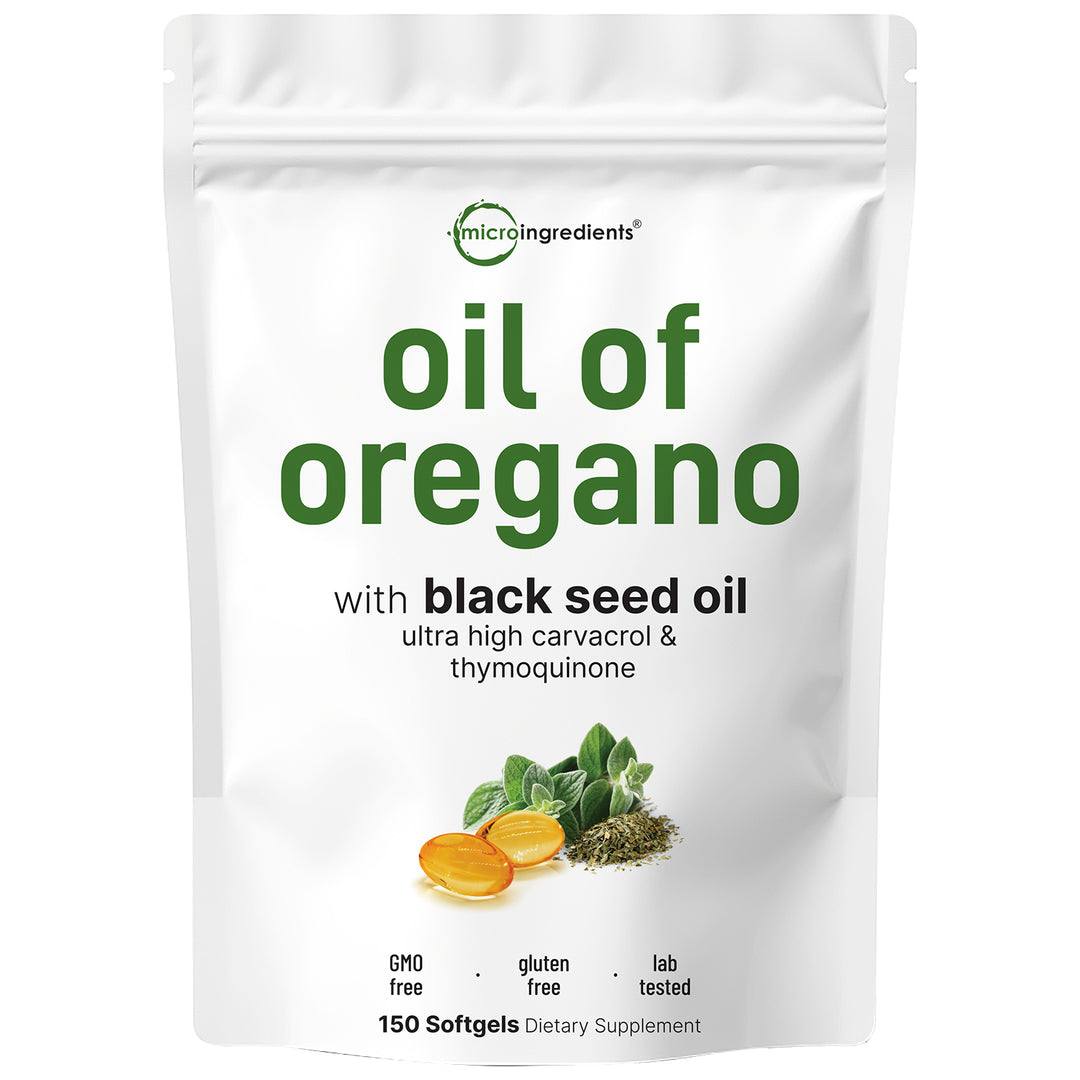 microingredients®
oil of
oregano
with black seed oil
ultra high carvacrol &
thymoquinone
GMO free · gluten free · lab tested
150 Softgels Dietary Supplement